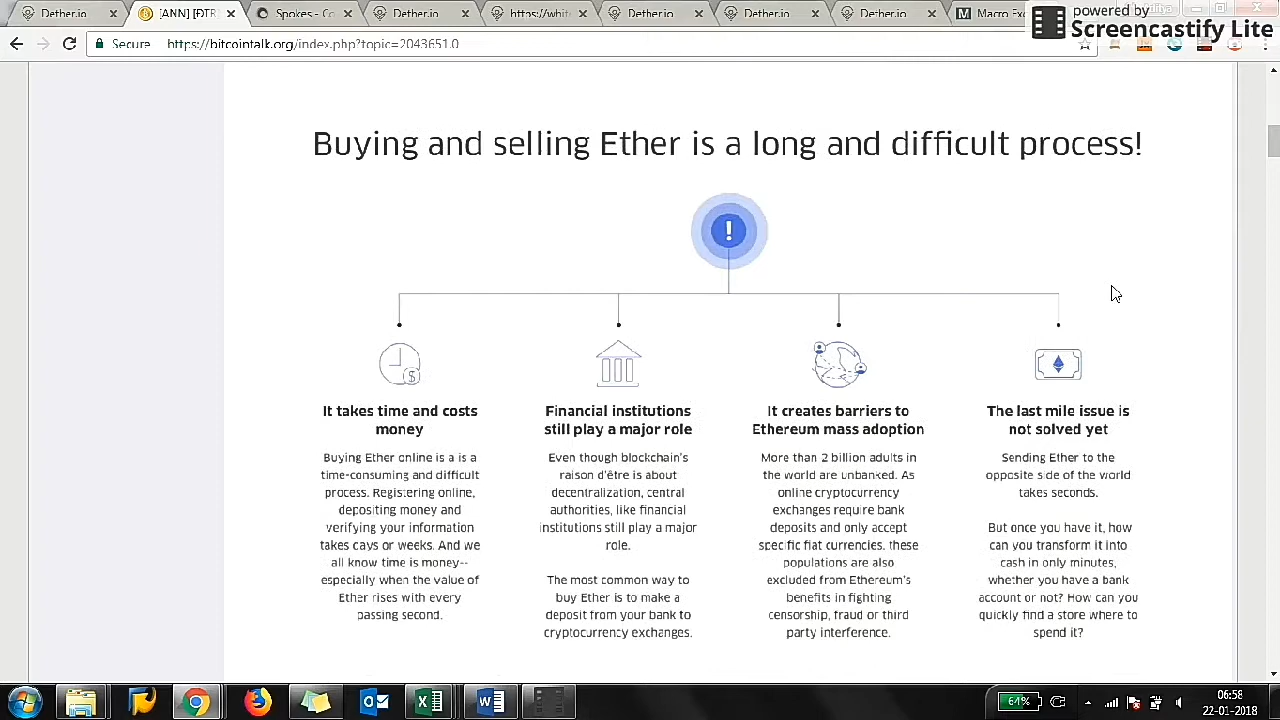 Dether.io
[ANN] [DTR]
Spokes-
Dether.io
https://whit
Dether.io
Dether.io
Dether.io
Macro Ex
powered by
Screencastify Lite
Secure
Buying and selling Ether is a long and difficult process!
!
It takes time and costs
money
Buying Ether online is a is a
time-consuming and difficult
process. Registering online,
depositing money and
verifying your information
takes days or weeks. And we
all know time is money--
especially when the value of
Ether rises with every
passing second.
Financial institutions
still play a major role
Even though blockchain's
raison d'être is about
decentralization, central
authorities, like financial
institutions still play a major
role.
The most common way to
buy Ether is to make a
deposit from your bank to
cryptocurrency exchanges.
It creates barriers to
Ethereum mass adoption
More than 2 billion adults in
the world are unbanked. As
online cryptocurrency
exchanges require bank
deposits and only accept
specific fiat currencies, these
populations are also
excluded from Ethereum's
benefits in fighting
censorship, fraud or third
party interference.
The last mile issue is
not solved yet
Sending Ether to the
opposite side of the world
takes seconds.
But once you have it, how
can you transform it into
cash in only minutes,
whether you have a bank
account or not? How can you
quickly find a store where to
spend it?
64%
06:58
22-01-2018